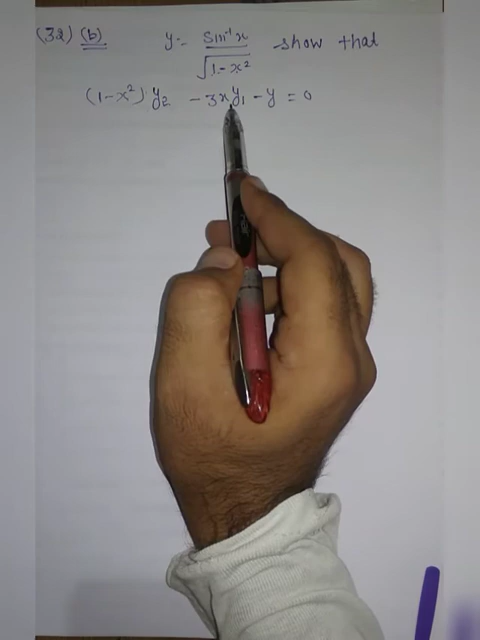 (32) (b) y = Sin⁻¹x / √1-x² show that
(1-x²) y₂ - 3xy₁ - y = 0